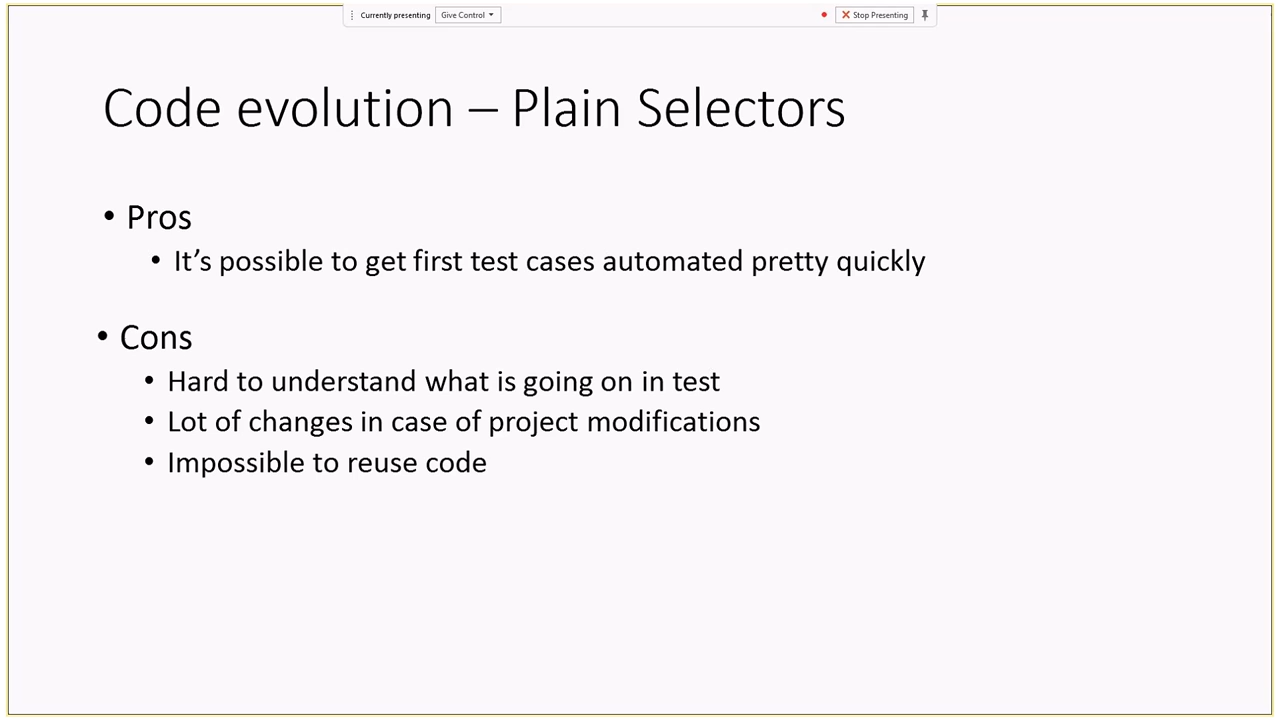 Currently presenting Give Control Stop Presenting
Code evolution – Plain Selectors
• Pros
• It’s possible to get first test cases automated pretty quickly
• Cons
• Hard to understand what is going on in test
• Lot of changes in case of project modifications
• Impossible to reuse code